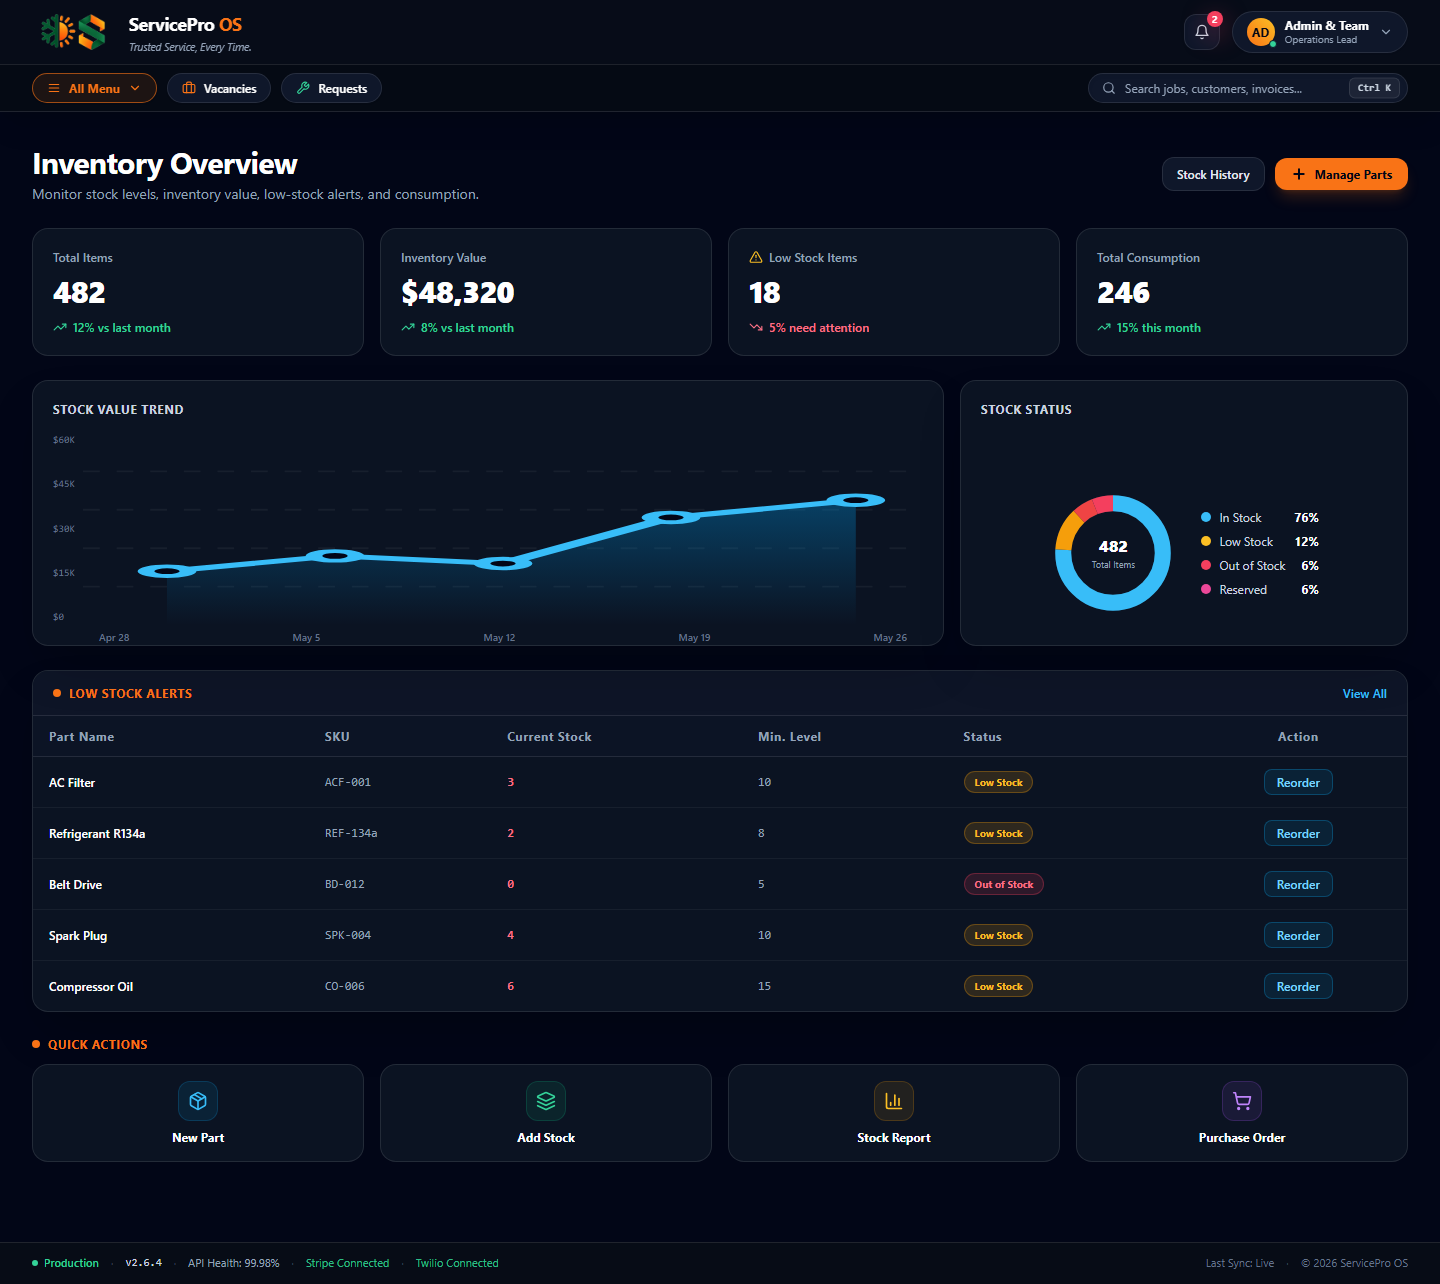 ServicePro OS
Trusted Service, Every Time.
2
AD
Admin & Team
Operations Lead
All Menu
Vacancies
Requests
Search jobs, customers, invoices...
Ctrl K
Inventory Overview
Monitor stock levels, inventory value, low-stock alerts, and consumption.
Stock History
Manage Parts
Total Items
482
12% vs last month
Inventory Value
$48,320
8% vs last month
Low Stock Items
18
5% need attention
Total Consumption
246
15% this month
STOCK VALUE TREND
$60K
$45K
$30K
$15K
$0
Apr 28 May 5 May 12 May 19 May 26
STOCK STATUS
482
Total Items
In Stock 76%
Low Stock 12%
Out of Stock 6%
Reserved 6%
LOW STOCK ALERTS
View All
Part Name SKU Current Stock Min. Level Status Action
AC Filter ACF-001 3 10 Low Stock Reorder
Refrigerant R134a REF-134a 2 8 Low Stock Reorder
Belt Drive BD-012 0 5 Out of Stock Reorder
Spark Plug SPK-004 4 10 Low Stock Reorder
Compressor Oil CO-006 6 15 Low Stock Reorder
QUICK ACTIONS
New Part
Add Stock
Stock Report
Purchase Order
Production · v2.6.4 · API Health: 99.98% · Stripe Connected · Twilio Connected
Last Sync: Live · © 2026 ServicePro OS